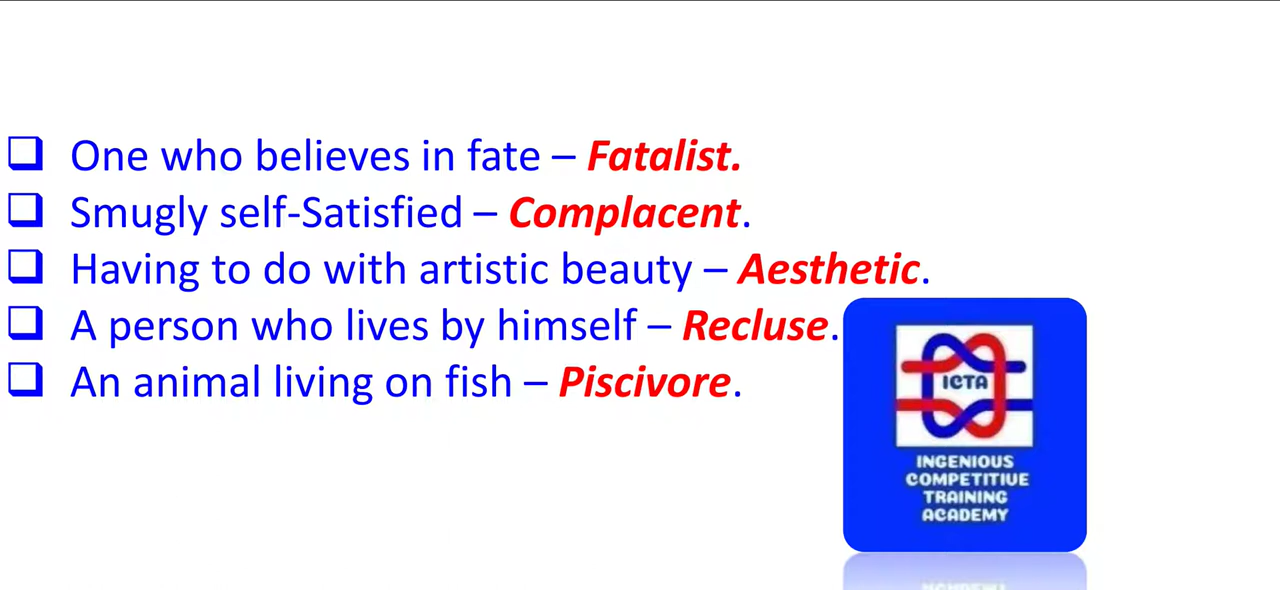 ❑ One who believes in fate – Fatalist.
❑ Smugly self-Satisfied – Complacent.
❑ Having to do with artistic beauty – Aesthetic.
❑ A person who lives by himself – Recluse.
❑ An animal living on fish – Piscivore.
ICTA
INGENIOUS
COMPETITIVE
TRAINING
ACADEMY